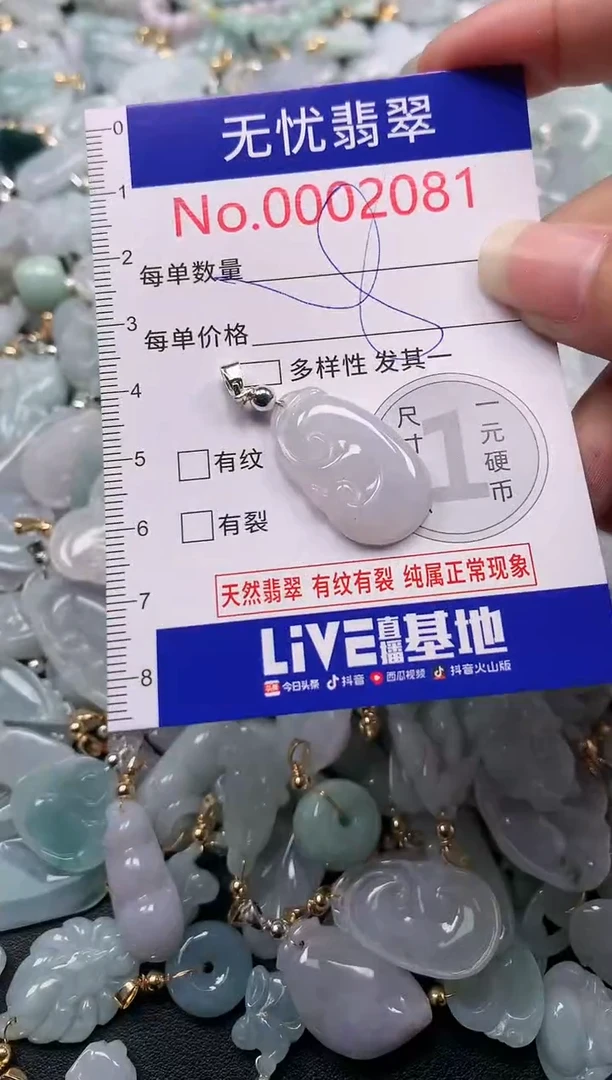 无忧翡翠
No.0002081
0
1
2
3
4
5
6
7
8
每单数量
每单价格
多样性 发其一
有纹
有裂
尺寸
1
一元硬币
天然翡翠 有纹有裂 纯属正常现象
LiVE直播基地
头条 今日头条 抖音 西瓜视频 抖音火山版